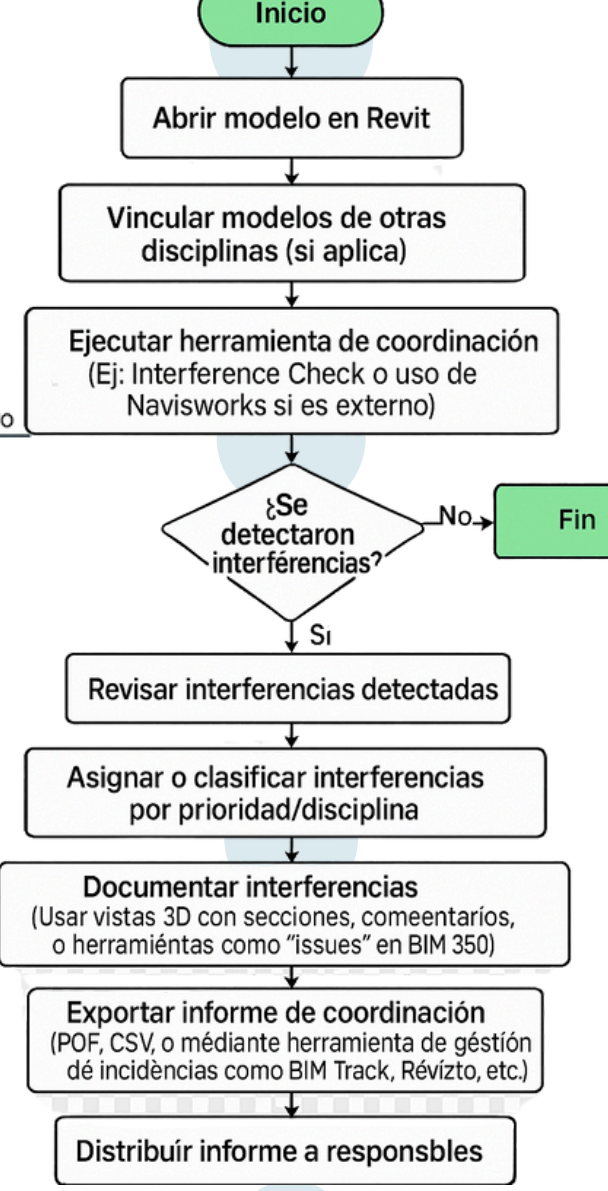 Inicio
Abrir modelo en Revit
Vincular modelos de otras
disciplinas (si aplica)
Ejecutar herramienta de coordinación
(Ej: Interference Check o uso de
Navisworks si es externo)
o
¿Se
detectaron
interférencias?
No
Fin
Sı
Revisar interferencias detectadas
Asignar o clasificar interferencias
por prioridad/disciplina
Documentar interferencias
(Usar vistas 3D con secciones, comeentaríos,
o herramiéntas como “issues” en BIM 350)
Exportar informe de coordinación
(POF, CSV, o médiante herramienta de géstíón
dé incidèncias como BIM Track, Révízto, etc.)
Distribuír informe a responsbles